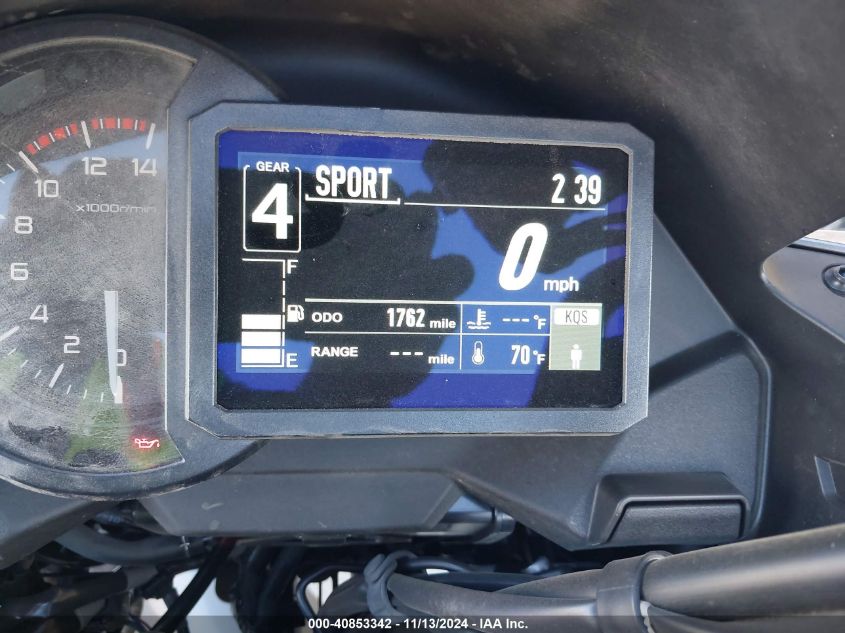 14
12
10
8
6
4
2
0
x1000r/min
GEAR
4
SPORT
2 39
0 mph
F
E
ODO 1762 mile
---°F
KQS
RANGE --- mile
70°F
000-40853342 - 11/13/2024 - IAA Inc.